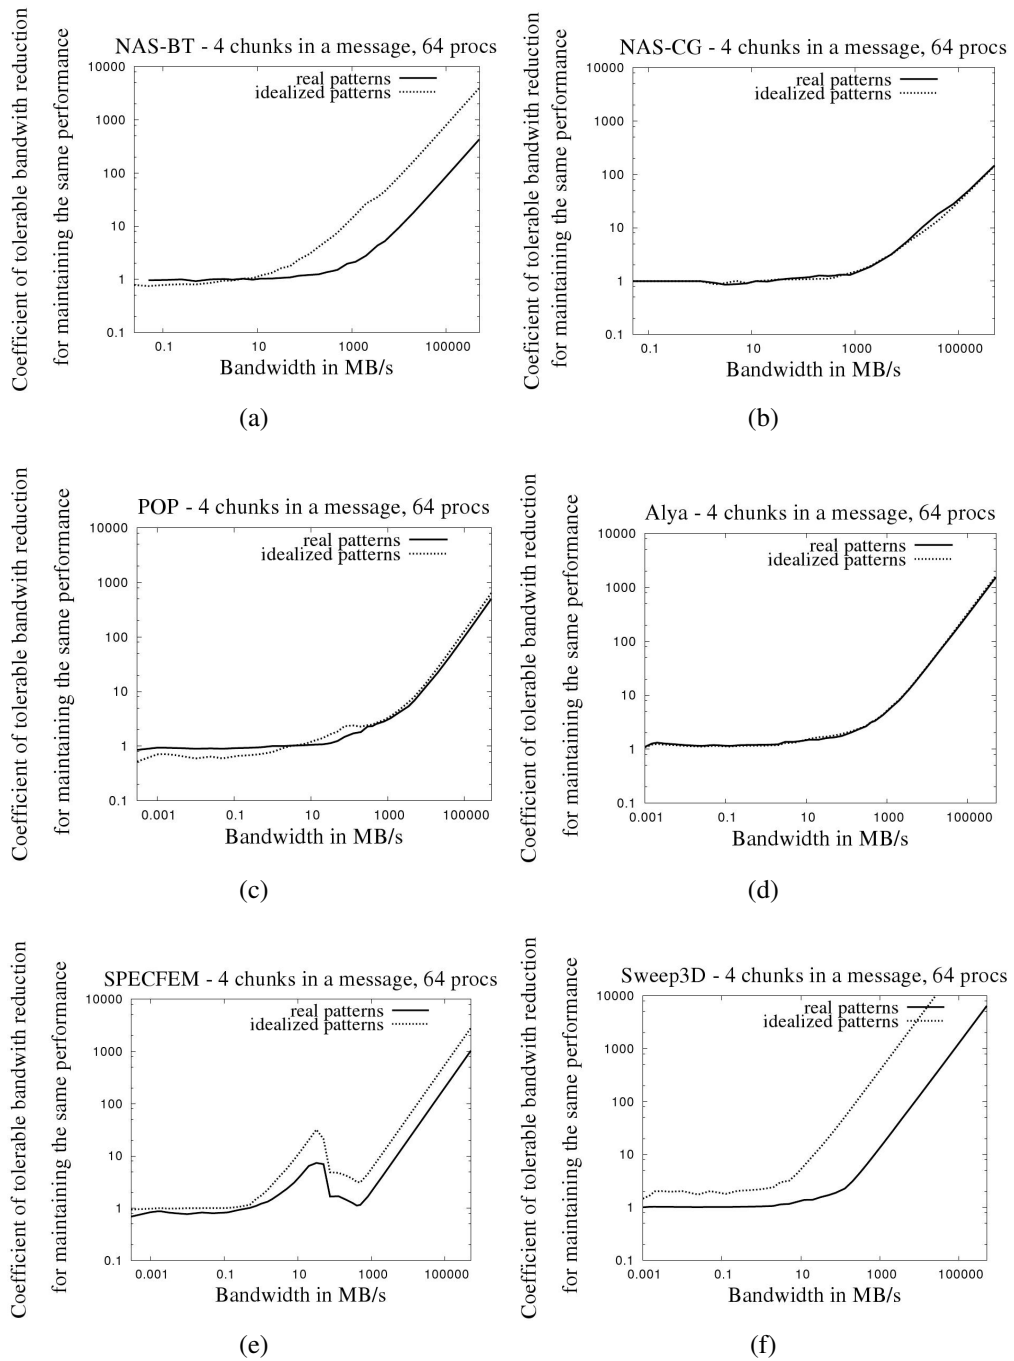 NAS-BT - 4 chunks in a message, 64 procs
Coefficient of tolerable bandwith reduction
for maintaining the same performance
real patterns
idealized patterns
10000
1000
100
10
1
0.1
0.1 10 1000 100000
Bandwidth in MB/s
(a)
NAS-CG - 4 chunks in a message, 64 procs
Coeficient of tolerable bandwith reduction
for maintaining the same performance
real patterns
idealized patterns
10000
1000
100
10
1
0.1
0.1 10 1000 100000
Bandwidth in MB/s
(b)
POP - 4 chunks in a message, 64 procs
Coefficient of tolerable bandwith reduction
for maintaining the same performance
real patterns
idealized patterns
10000
1000
100
10
1
0.1
0.001 0.1 10 1000 100000
Bandwidth in MB/s
(c)
Alya - 4 chunks in a message, 64 procs
Coefficient of tolerable bandwith reduction
for maintaining the same performance
real patterns
idealized patterns
10000
1000
100
10
1
0.1
0.001 0.1 10 1000 100000
Bandwidth in MB/s
(d)
SPECFEM - 4 chunks in a message, 64 procs
Coefficient of tolerable bandwith reduction
for maintaining the same performance
real patterns
idealized patterns
10000
1000
100
10
1
0.1
0.001 0.1 10 1000 100000
Bandwidth in MB/s
(e)
Sweep3D - 4 chunks in a message, 64 procs
Coefficient of tolerable bandwith reduction
for maintaining the same performance
real patterns
idealized patterns
10000
1000
100
10
1
0.1
0.001 0.1 10 1000 100000
Bandwidth in MB/s
(f)